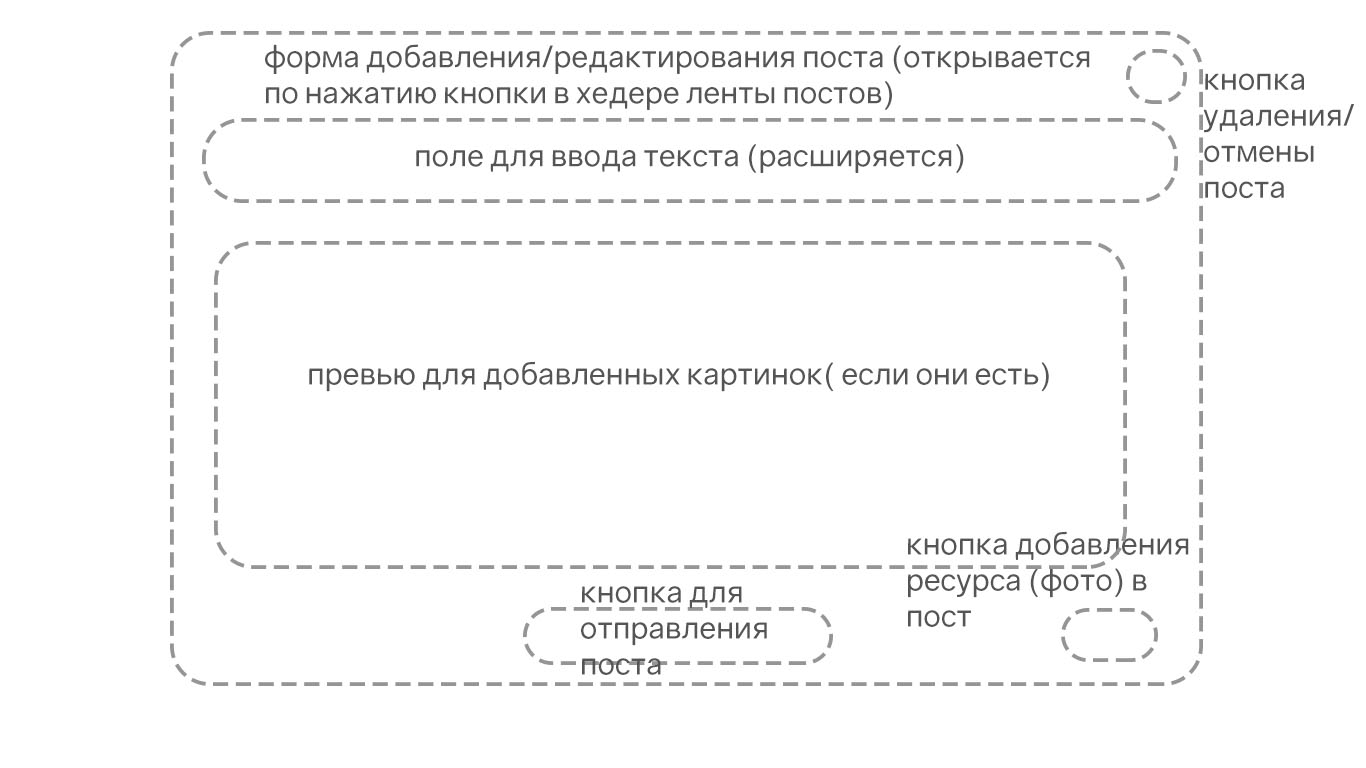 форма добавления/редактирования поста (открывается
по нажатию кнопки в хедере ленты постов)
кнопка
удаления/
отмены
поста
поле для ввода текста (расширяется)
превью для добавленных картинок( если они есть)
кнопка добавления
ресурса (фото) в
пост
кнопка для
отправления
поста